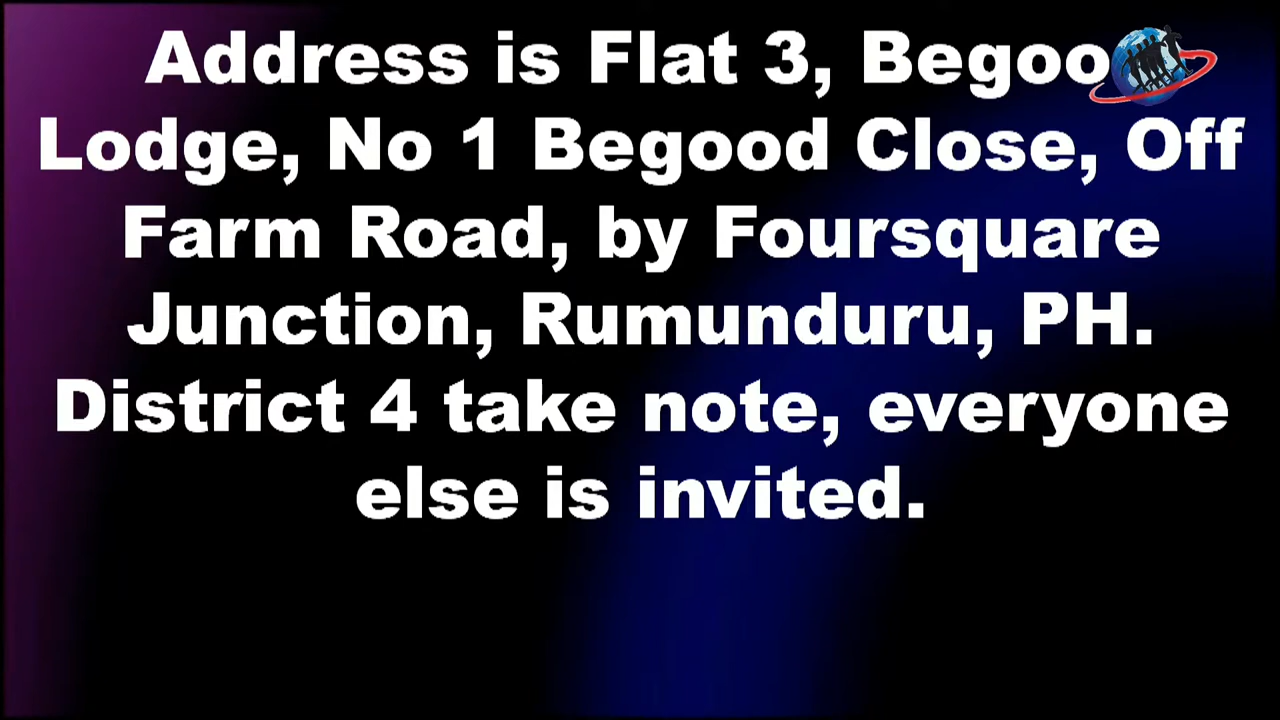 Address is Flat 3, Begoo
Lodge, No 1 Begood Close, Off
Farm Road, by Foursquare
Junction, Rumunduru, PH.
District 4 take note, everyone
else is invited.